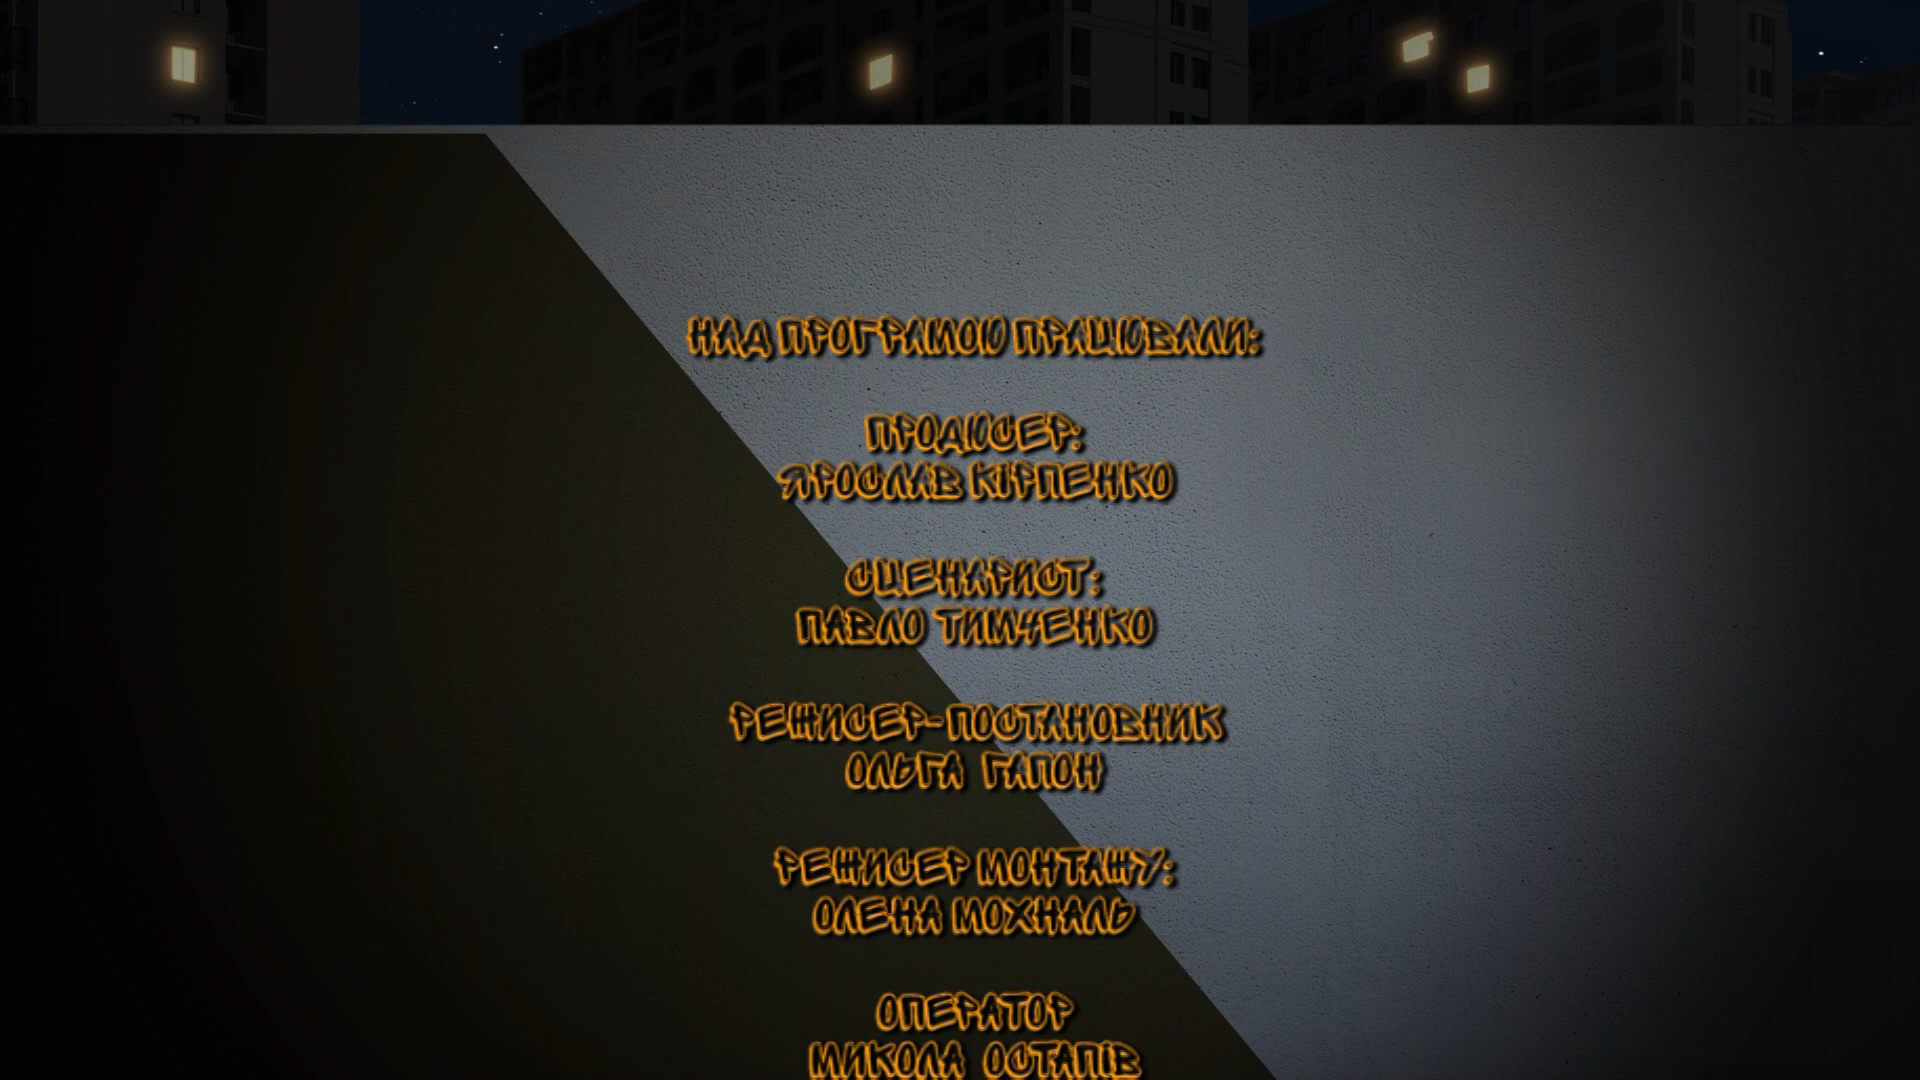 НАД ПРОГРАМОЮ ПРАЦЮВАЛИ:
ПРОДЮСЕР:
ЯРОСЛАВ КІРПЕНКО
СЦЕНАРИСТ:
ПАВЛО ТИМЧЕНКО
РЕЖИСЕР-ПОСТАНОВНИК
ОЛЬГА ГАПОН
РЕЖИСЕР МОНТАЖУ:
ОЛЕНА МОХНАЛЬ
ОПЕРАТОР
МИКОЛА ОСТАПІВ